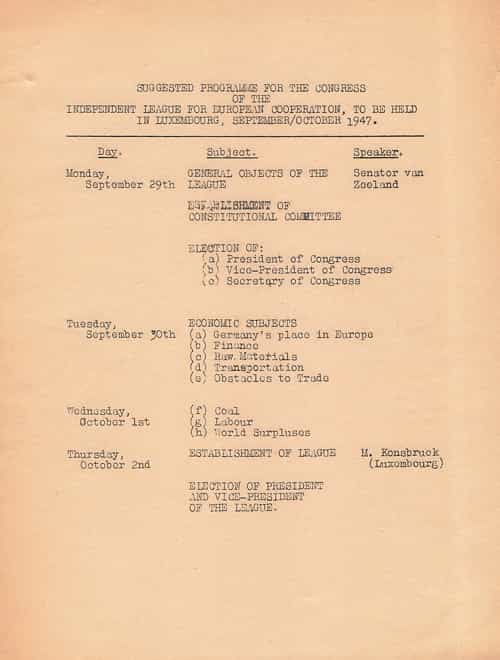 SUGGESTED PROGRAMME FOR THE CONGRESS
OF THE
INDEPENDENT LEAGUE FOR EUROPEAN COOPERATION, TO BE HELD
IN LUXEMBOURG, SEPTEMBER/OCTOBER 1947.
Day. Subject. Speaker.
Monday, GENERAL OBJECTS OF THE Senator van
September 29th LEAGUE Zeeland
ESTABLISHMENT OF
CONSTITUTIONAL COMMITTEE
ELECTION OF:
(a) President of Congress
(b) Vice-President of Congress
(c) Secretary of Congress
Tuesday, ECONOMIC SUBJECTS
September 30th (a) Germany's place in Europe
(b) Finance
(c) Raw Materials
(d) Transportation
(e) Obstacles to Trade
Wednesday, (f) Coal
October 1st (g) Labour
(h) World Surpluses
Thursday, ESTABLISHMENT OF LEAGUE M. Konsbruck
October 2nd (Luxembourg)
ELECTION OF PRESIDENT
AND VICE-PRESIDENT
OF THE LEAGUE.